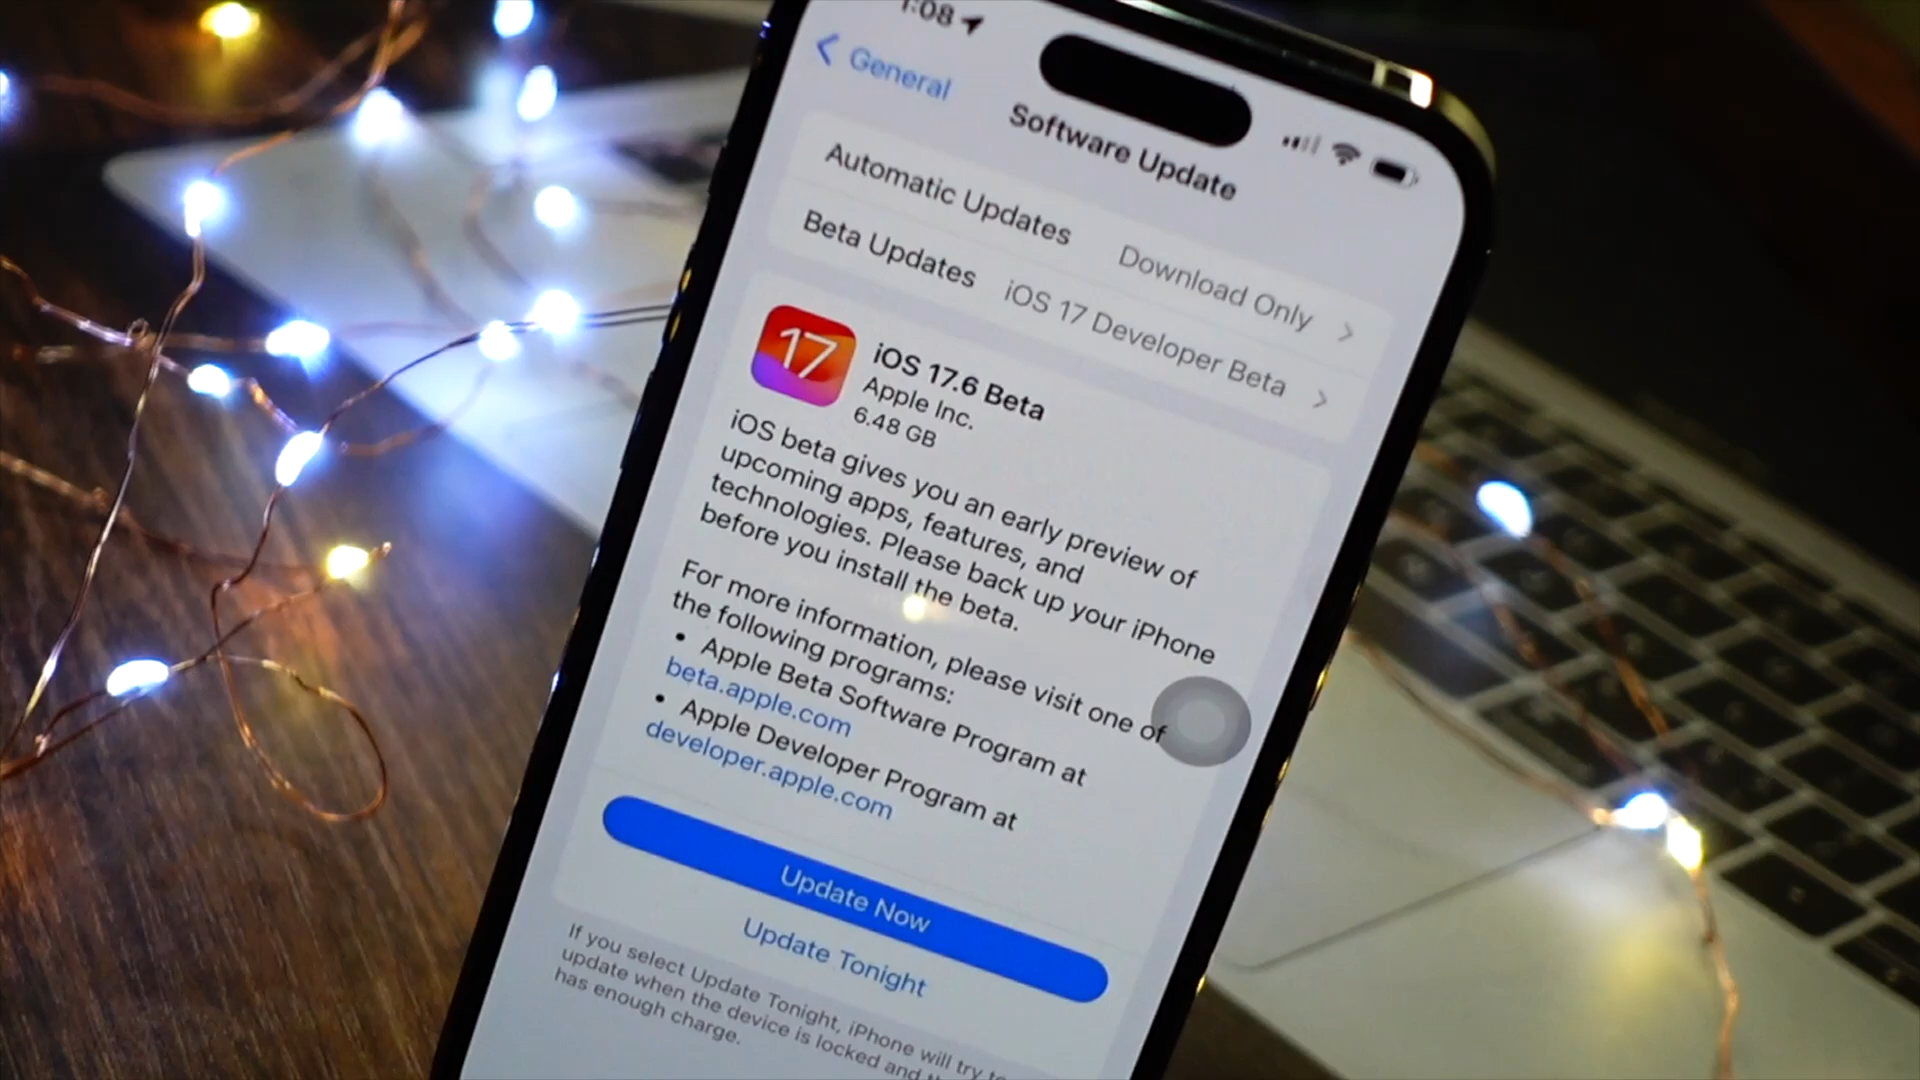 1:08
General
Software Update
Automatic Updates Download Only
Beta Updates iOS 17 Developer Beta
17
iOS 17.6 Beta
Apple Inc.
6.48 GB
iOS beta gives you an early preview of
upcoming apps, features, and
technologies. Please back up your iPhone
before you install the beta.
For more information, please visit one of
the following programs:
• Apple Beta Software Program at
beta.apple.com
• Apple Developer Program at
developer.apple.com
Update Now
Update Tonight
If you select Update Tonight, iPhone will try to
update when the device is locked and
has enough charge.